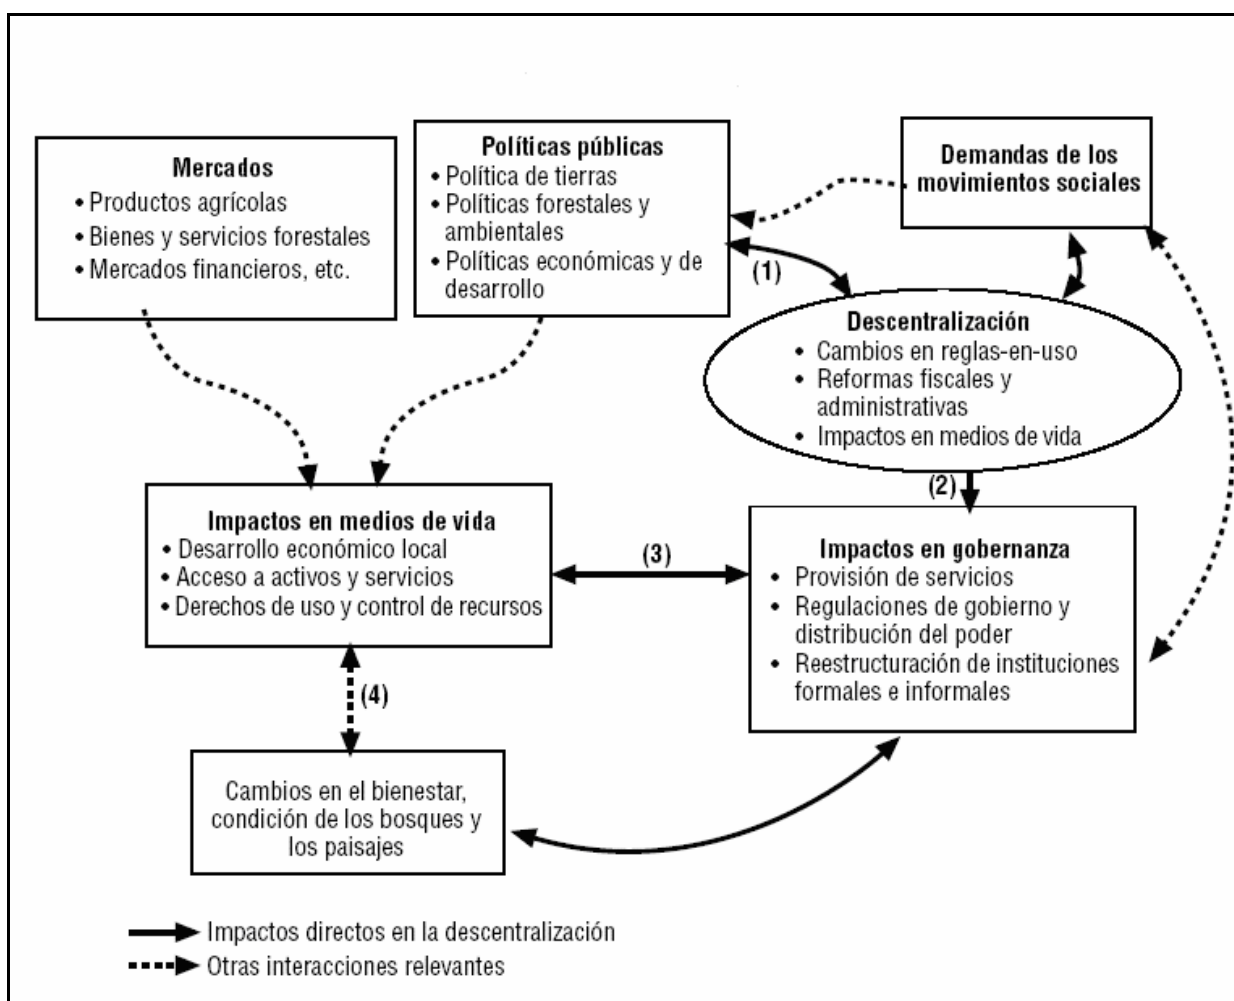 Mercados
• Productos agrícolas
• Bienes y servicios forestales
• Mercados financieros, etc.
Políticas públicas
• Política de tierras
• Políticas forestales y
ambientales
• Políticas económicas y de
desarrollo
Demandas de los
movimientos sociales
(1)
Descentralización
• Cambios en reglas-en-uso
• Reformas fiscales y
administrativas
• Impactos en medios de vida
(2)
Impactos en medios de vida
• Desarrollo económico local
• Acceso a activos y servicios
• Derechos de uso y control de recursos
(3)
Impactos en gobernanza
• Provisión de servicios
• Regulaciones de gobierno y
distribución del poder
• Reestructuración de instituciones
formales e informales
(4)
Cambios en el bienestar,
condición de los bosques y
los paisajes
Impactos directos en la descentralización
Otras interacciones relevantes